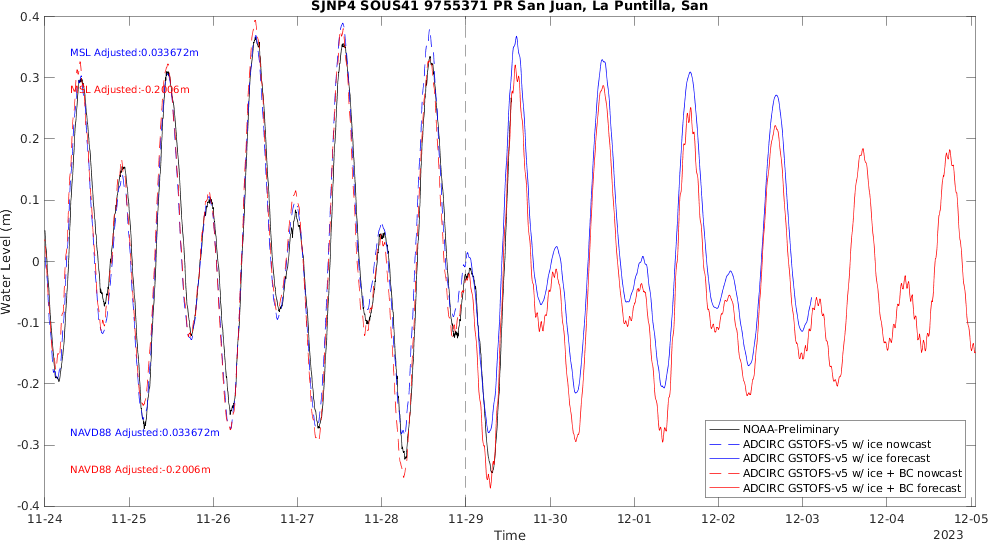 SJNP4 SOUS41 9755371 PR San Juan, La Puntilla, San
0.4
0.3
0.2
0.1
0
-0.1
-0.2
-0.3
-0.4
Water Level (m)
MSL Adjusted:0.033672m
MSL Adjusted:-0.2006m
NAVD88 Adjusted:0.033672m
NAVD88 Adjusted:-0.2006m
NOAA-Preliminary
ADCIRC GSTOFS-v5 w/ ice nowcast
ADCIRC GSTOFS-v5 w/ ice forecast
ADCIRC GSTOFS-v5 w/ ice + BC nowcast
ADCIRC GSTOFS-v5 w/ ice + BC forecast
11-24 11-25 11-26 11-27 11-28 11-29 11-30 12-01 12-02 12-03 12-04 12-05
Time
2023